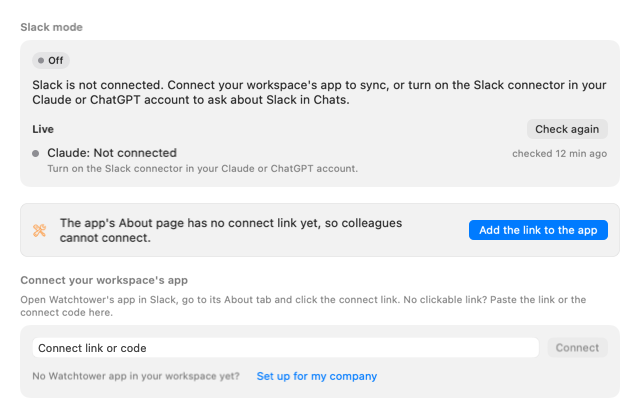 Slack mode
Off
Slack is not connected. Connect your workspace's app to sync, or turn on the Slack connector in your
Claude or ChatGPT account to ask about Slack in Chats.
Live
Check again
Claude: Not connected
checked 12 min ago
Turn on the Slack connector in your Claude or ChatGPT account.
The app's About page has no connect link yet, so colleagues
cannot connect.
Add the link to the app
Connect your workspace's app
Open Watchtower's app in Slack, go to its About tab and click the connect link. No clickable link? Paste the link or the
connect code here.
Connect link or code
Connect
No Watchtower app in your workspace yet?
Set up for my company